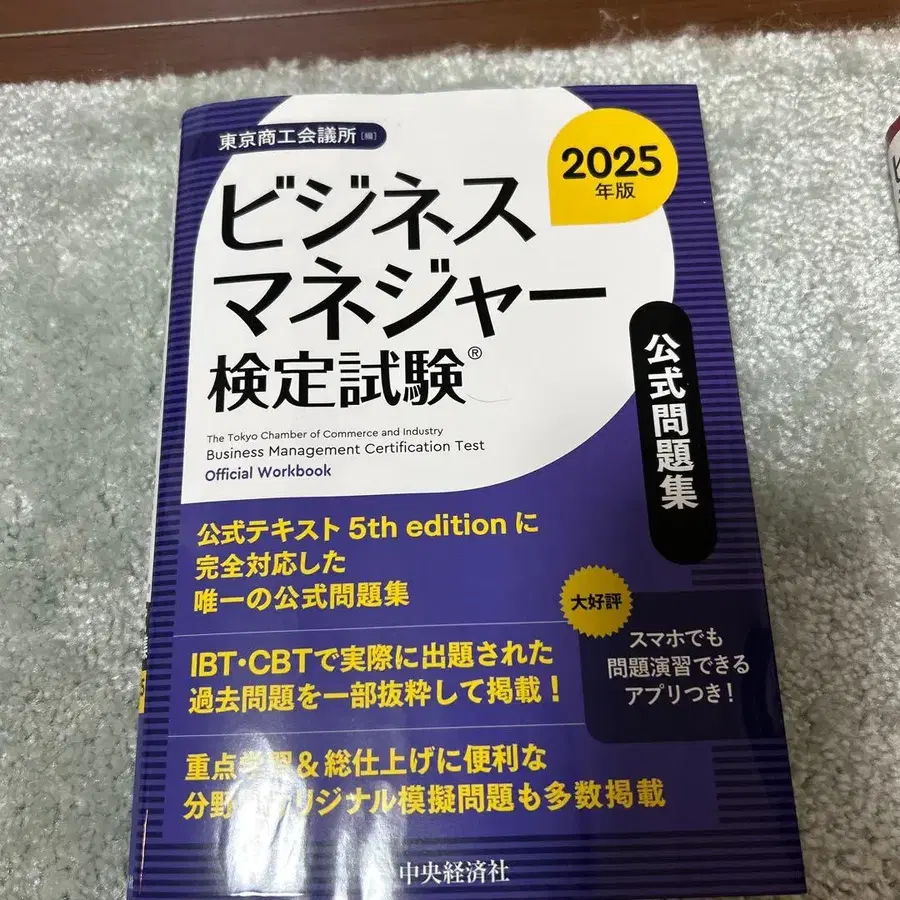 東京商工会議所[編]
2025
年版
ビジネス
マネジャー
検定試験®
The Tokyo Chamber of Commerce and Industry
Business Management Certification Test
Official Workbook
公式問題集
公式テキスト 5th edition に
完全対応した
唯一の公式問題集
大好評
スマホでも
問題演習できる
アプリつき!
IBT・CBTで実際に出題された
過去問題を一部抜粋して掲載!
重点学習&総仕上げに便利な
分野 リジナル模擬問題も多数掲載
中央経済社